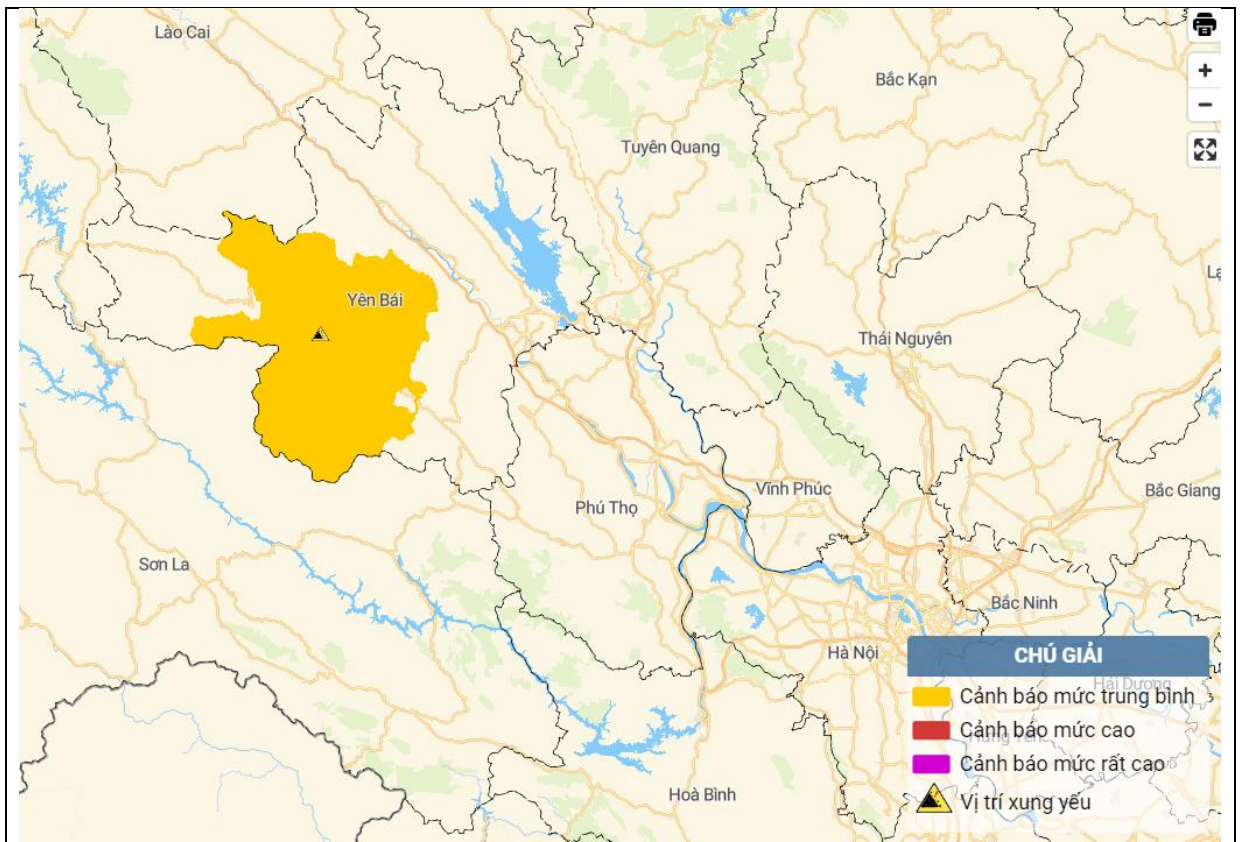 Lào Cai
Bắc Kạn
+
−
Tuyên Quang
Yên Bái
Thái Nguyên
Vĩnh Phúc
Bắc Giang
Phú Thọ
Sơn La
Bắc Ninh
Hà Nội
CHÚ GIẢI
Hải Dương
Cảnh báo mức trung bình
Cảnh báo mức cao
Cảnh báo mức rất cao
Vị trí xung yếu
Hoà Bình